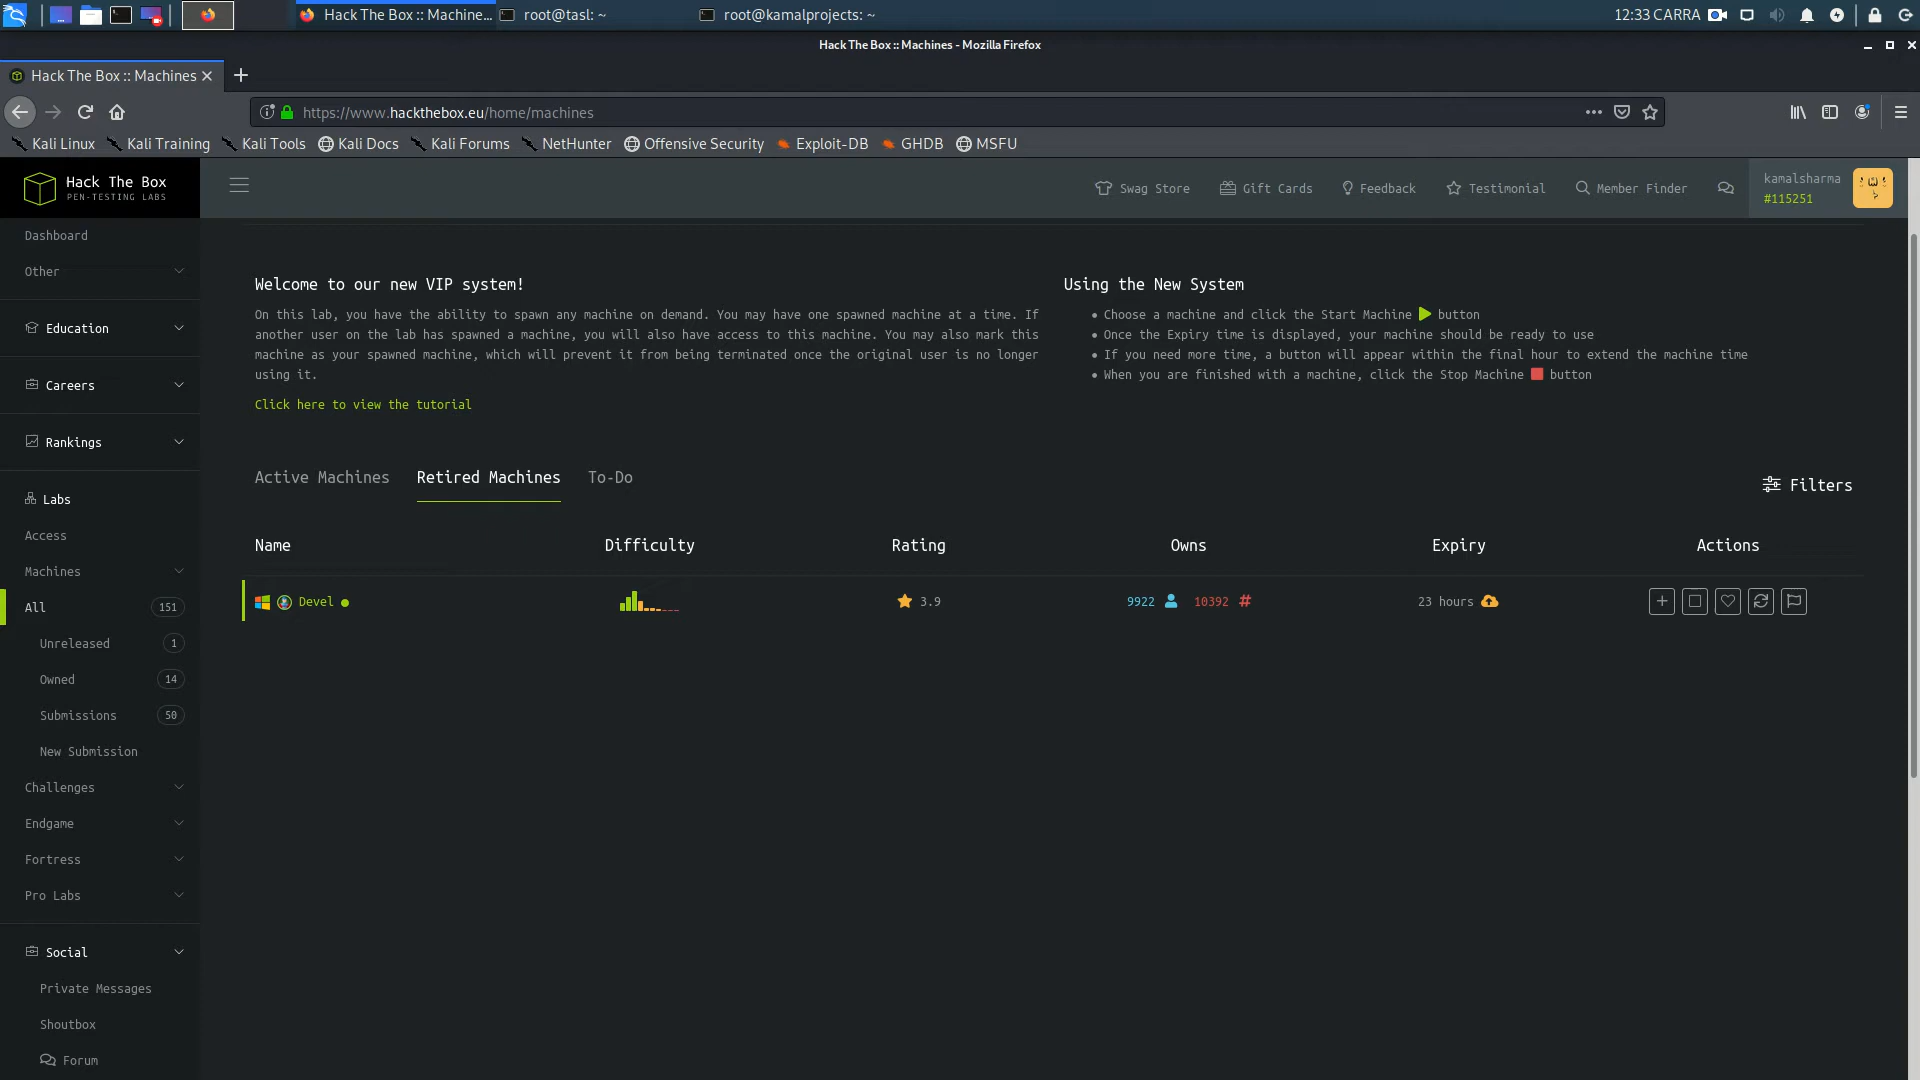 Hack The Box :: Machine...
root@tasl: ~
root@kamalprojects: ~
12:33 CARRA
Hack The Box :: Machines - Mozilla Firefox
Hack The Box :: Machines
https://www.hackthebox.eu/home/machines
Kali Linux
Kali Training
Kali Tools
Kali Docs
Kali Forums
NetHunter
Offensive Security
Exploit-DB
GHDB
MSFU
Hack The Box
PEN-TESTING LABS
Swag Store
Gift Cards
Feedback
Testimonial
Member Finder
kamalsharma
#115251
Dashboard
Other
Education
Careers
Rankings
Labs
Access
Machines
All 151
Unreleased 1
Owned 14
Submissions 50
New Submission
Challenges
Endgame
Fortress
Pro Labs
Social
Private Messages
Shoutbox
Forum
Welcome to our new VIP system!
On this lab, you have the ability to spawn any machine on demand. You may have one spawned machine at a time. If
another user on the lab has spawned a machine, you will also have access to this machine. You may also mark this
machine as your spawned machine, which will prevent it from being terminated once the original user is no longer
using it.
Click here to view the tutorial
Using the New System
• Choose a machine and click the Start Machine button
• Once the Expiry time is displayed, your machine should be ready to use
• If you need more time, a button will appear within the final hour to extend the machine time
• When you are finished with a machine, click the Stop Machine button
Active Machines
Retired Machines
To-Do
Filters
Name Difficulty Rating Owns Expiry Actions
Devel 3.9 9922 10392 # 23 hours